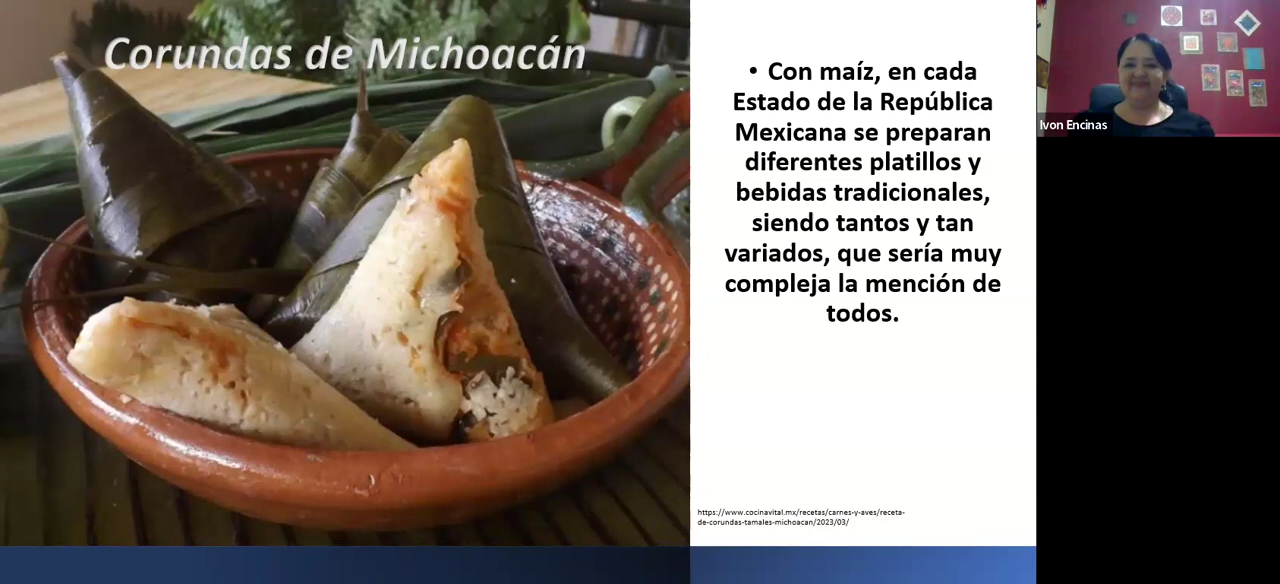 Corundas de Michoacán
• Con maíz, en cada
Estado de la República
Mexicana se preparan
diferentes platillos y
bebidas tradicionales,
siendo tantos y tan
variados, que sería muy
compleja la mención de
todos.
https://www.cocinavital.mx/recetas/carnes-y-aves/receta-
de-corundas-tamales-michoacan/2023/03/
Ivon Encinas